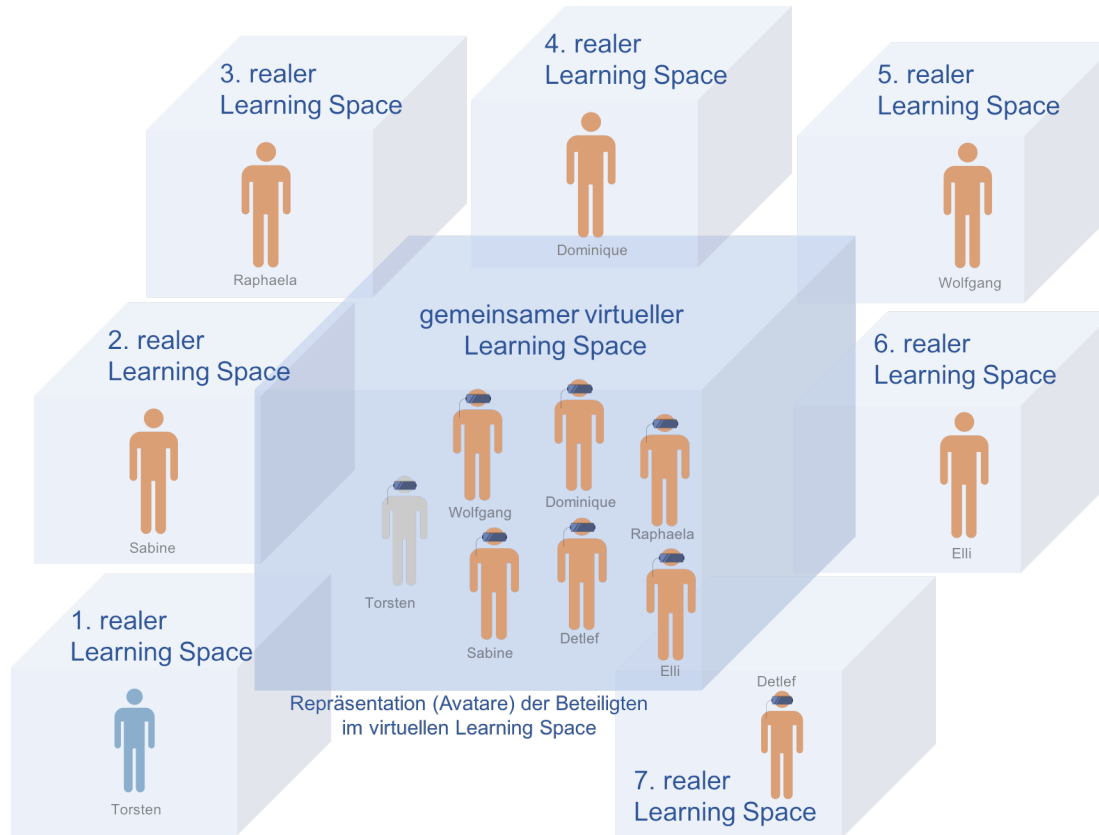 3. realer
Learning Space
Raphaela
4. realer
Learning Space
Dominique
5. realer
Learning Space
Wolfgang
2. realer
Learning Space
Sabine
gemeinsamer virtueller
Learning Space
Wolfgang
Dominique
Raphaela
Torsten
Sabine
Detlef
Elli
6. realer
Learning Space
Elli
1. realer
Learning Space
Torsten
Repräsentation (Avatare) der Beteiligten
im virtuellen Learning Space
Detlef
7. realer
Learning Space